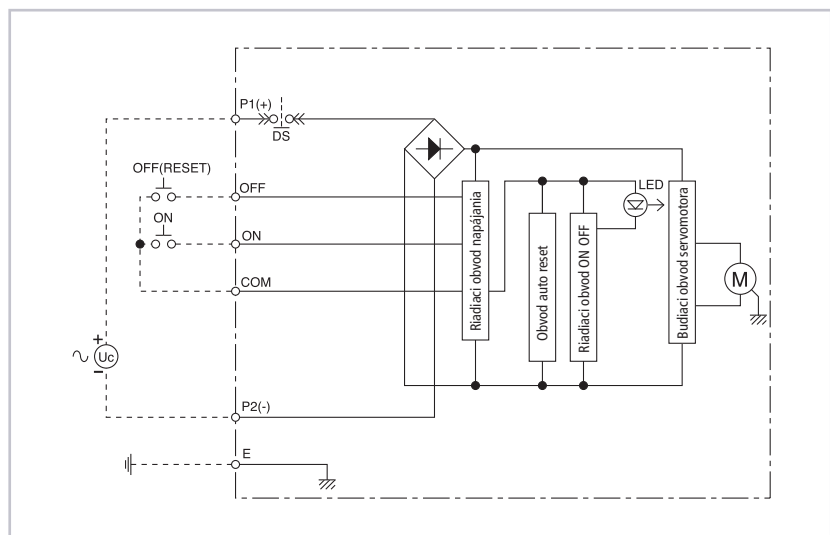 P1(+)
DS
OFF(RESET)
OFF
ON
ON
COM
LED
Riadiaci obvod napájania
Obvod auto reset
Riadiaci obvod ON OFF
Budiaci obvod servomotora
M
+
Uc
−
P2(-)
E